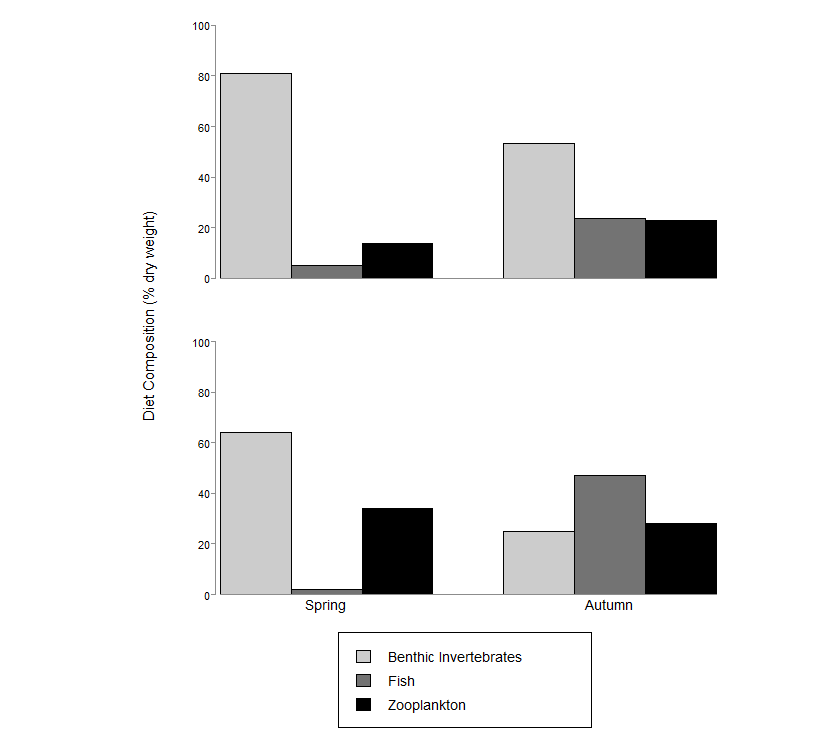 100
80
60
40
20
0
Diet Composition (% dry weight)
100
80
60
40
20
0
Spring Autumn
Benthic Invertebrates
Fish
Zooplankton